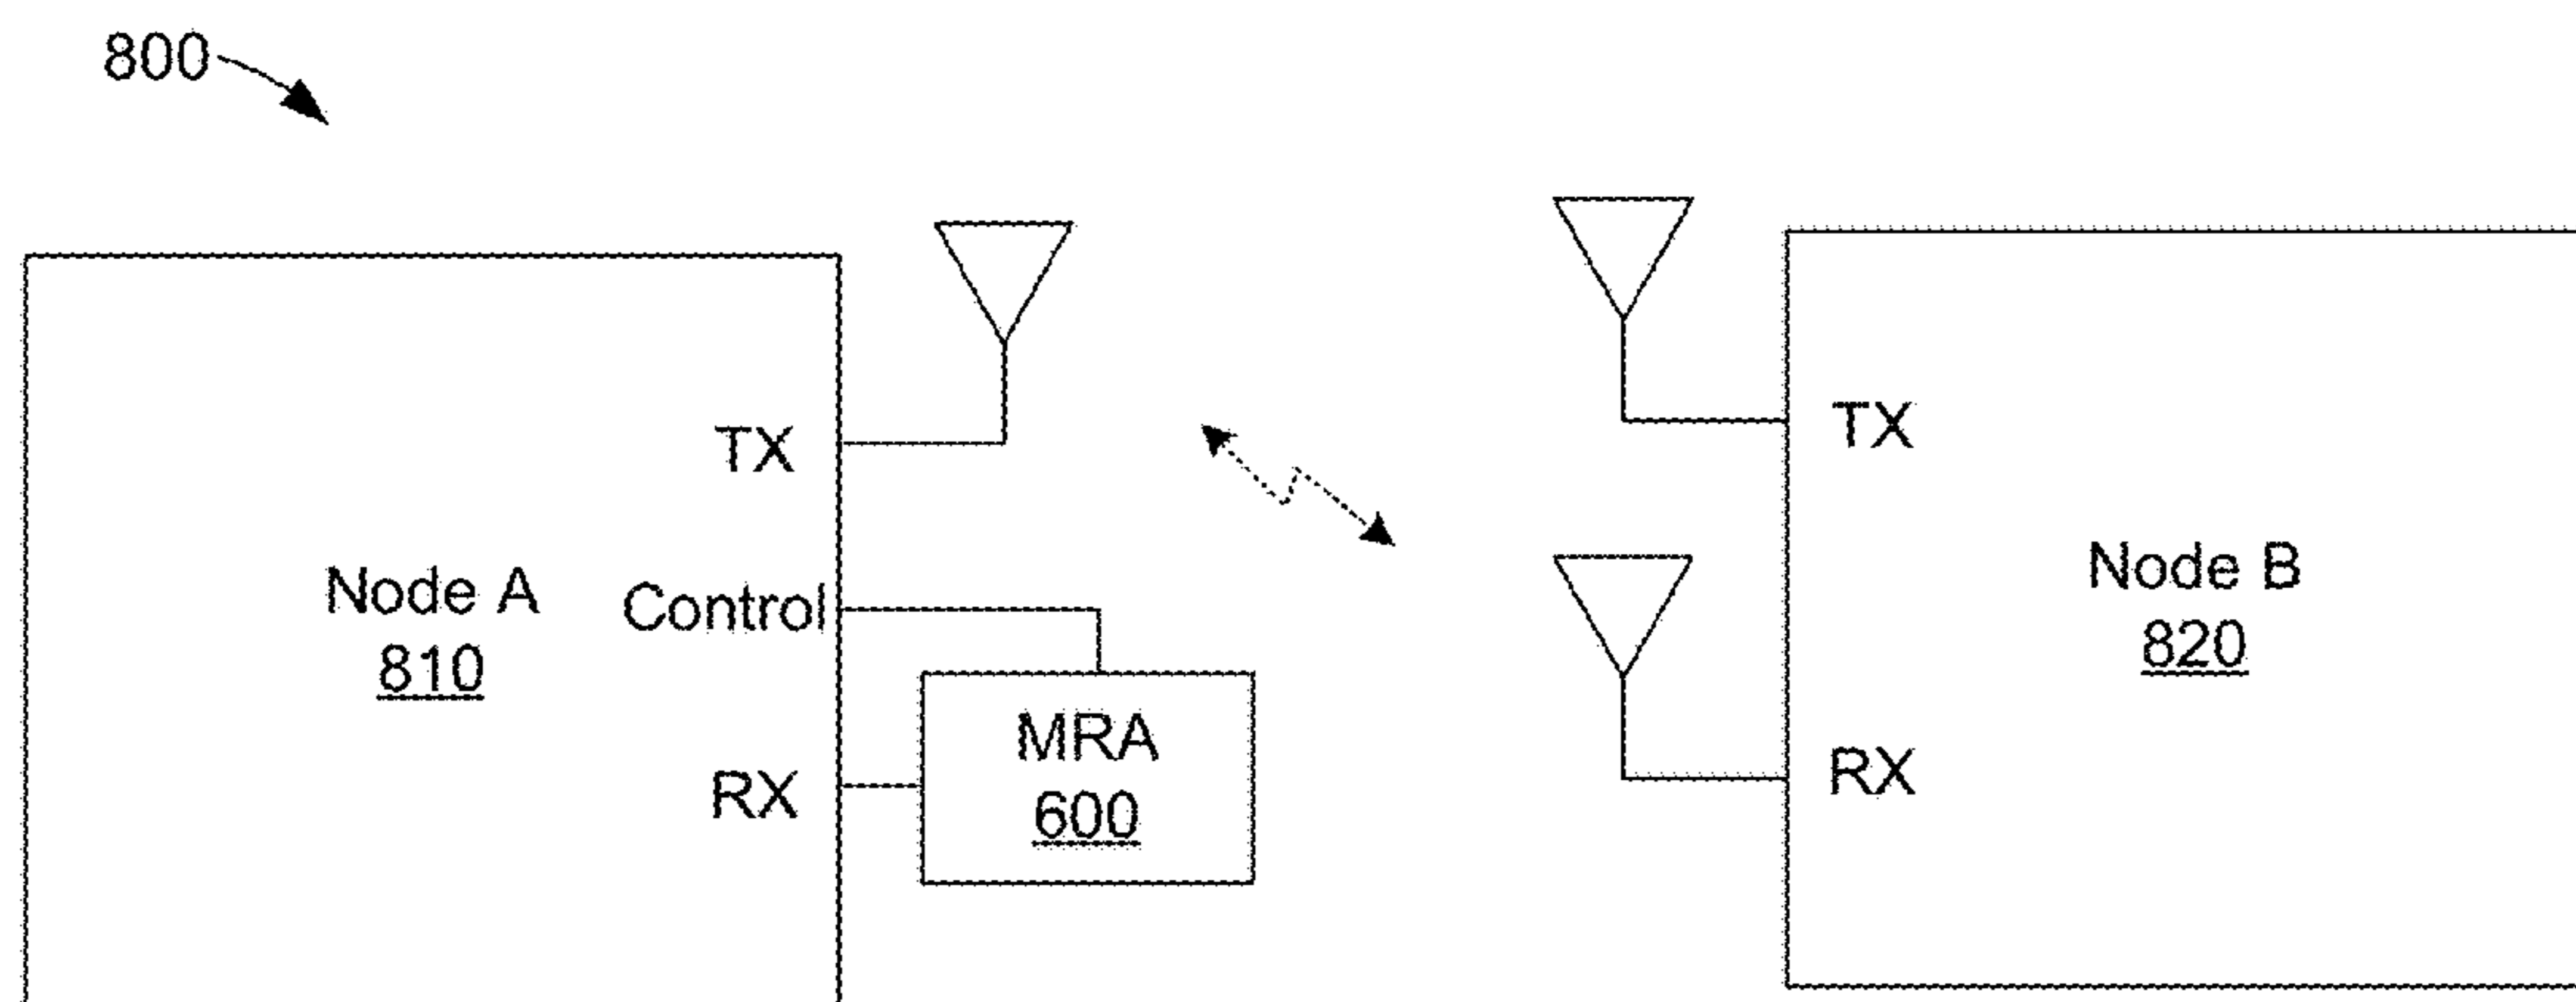 800
TX
Node A
810
Control
RX
MRA
600
TX
Node B
820
RX